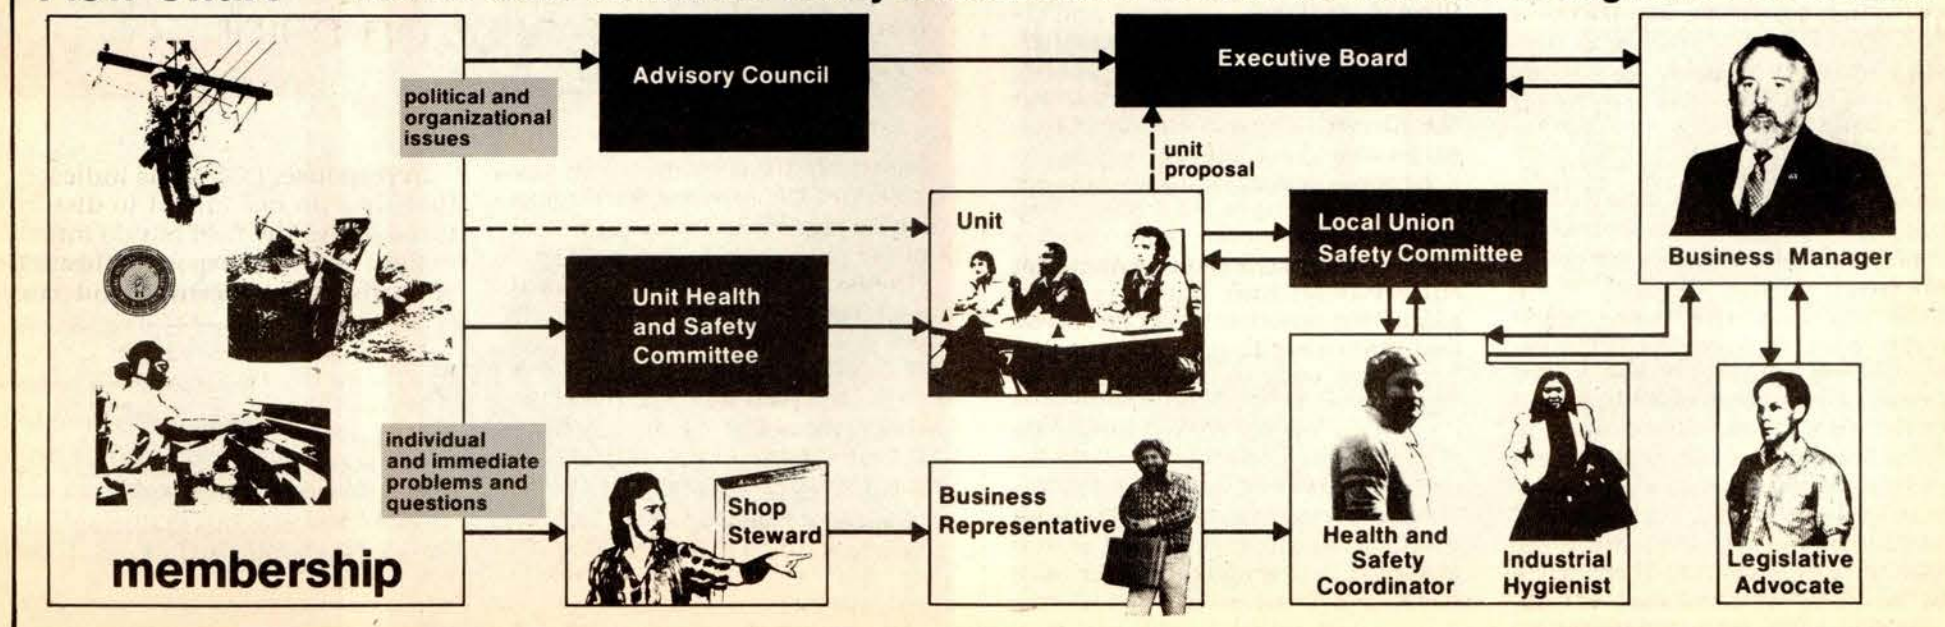 political and
organizational
issues
Advisory Council
Executive Board
unit
proposal
Unit
Local Union
Safety Committee
Business Manager
Unit Health
and Safety
Committee
individual
and immediate
problems and
questions
Shop
Steward
Business
Representative
Health and
Safety
Coordinator
Industrial
Hygienist
Legislative
Advocate
membership